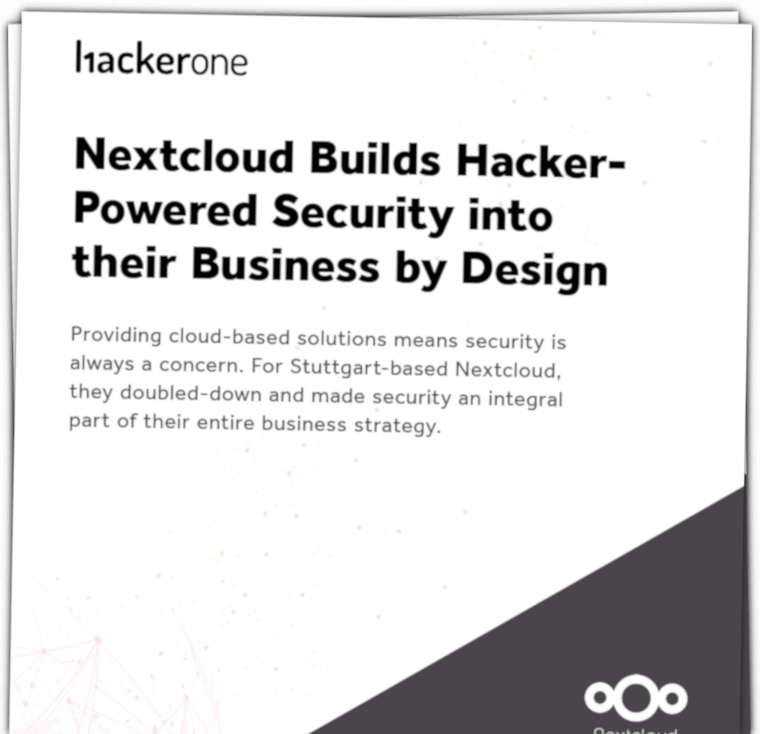 hackerone
Nextcloud Builds Hacker-
Powered Security into
their Business by Design
Providing cloud-based solutions means security is
always a concern. For Stuttgart-based Nextcloud,
they doubled-down and made security an integral
part of their entire business strategy.
Nextcloud